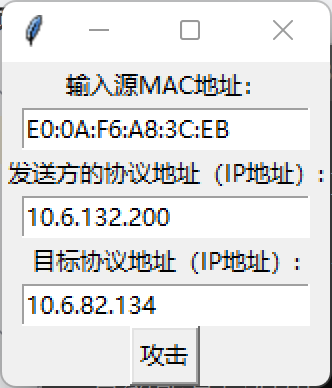 输入源MAC地址：
E0:0A:F6:A8:3C:EB
发送方的协议地址（IP地址）：
10.6.132.200
目标协议地址（IP地址）：
10.6.82.134
攻击